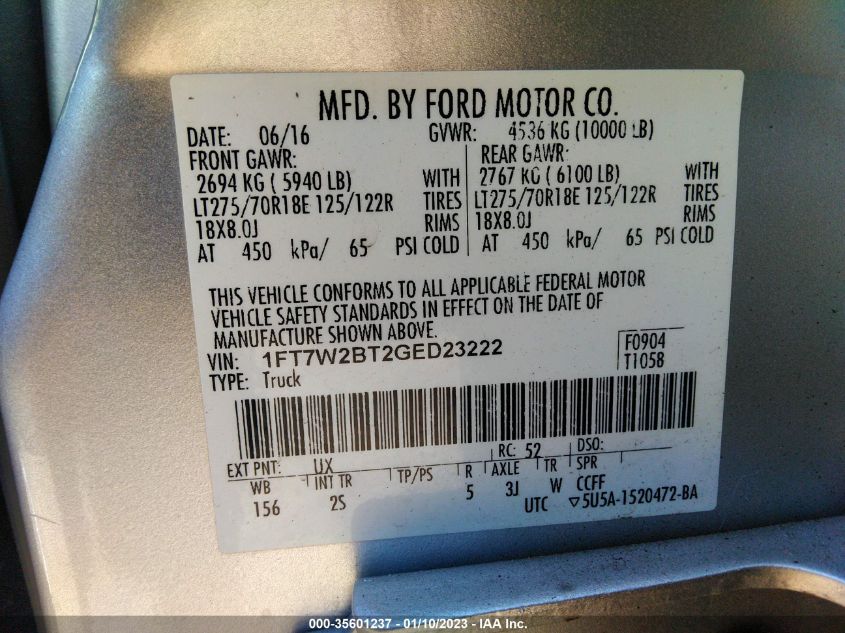 MFD. BY FORD MOTOR CO.
DATE: 06/16 GVWR: 4536 KG (10000 LB)
FRONT GAWR: REAR GAWR:
2694 KG ( 5940 LB) WITH 2767 KG ( 6100 LB) WITH
LT275/70R18E 125/122R TIRES LT275/70R18E 125/122R TIRES
18X8.0J RIMS 18X8.0J RIMS
AT 450 kPa/ 65 PSI COLD AT 450 kPa/ 65 PSI COLD
THIS VEHICLE CONFORMS TO ALL APPLICABLE FEDERAL MOTOR
VEHICLE SAFETY STANDARDS IN EFFECT ON THE DATE OF
MANUFACTURE SHOWN ABOVE.
VIN: 1FT7W2BT2GED23222 F0904
TYPE: Truck T1058
EXT PNT: UX RC: 52 DSO:
WB INT TR TP/PS R AXLE TR SPR
156 2S 5 3J W CCFF
UTC ▽5U5A-1520472-BA
000-35601237 - 01/10/2023 - IAA Inc.